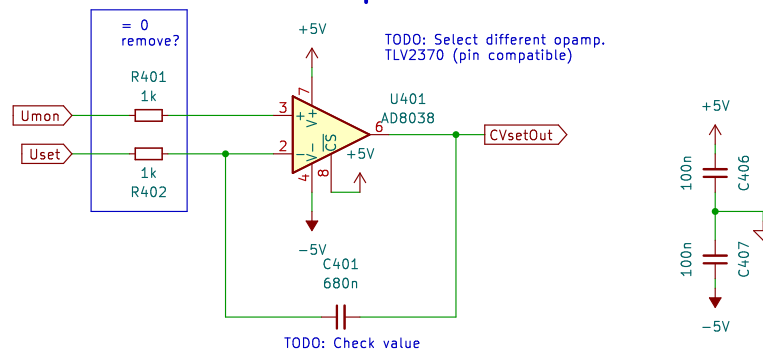 = 0
remove?
R401
1k
Umon
Uset
1k
R402
+5V
TODO: Select different opamp.
TLV2370 (pin compatible)
U401
AD8038
3
2
7
6
4
8
+
-
V+
V-
CS
+5V
CVsetOut
-5V
C401
680n
TODO: Check value
+5V
100n
C406
100n
C407
-5V